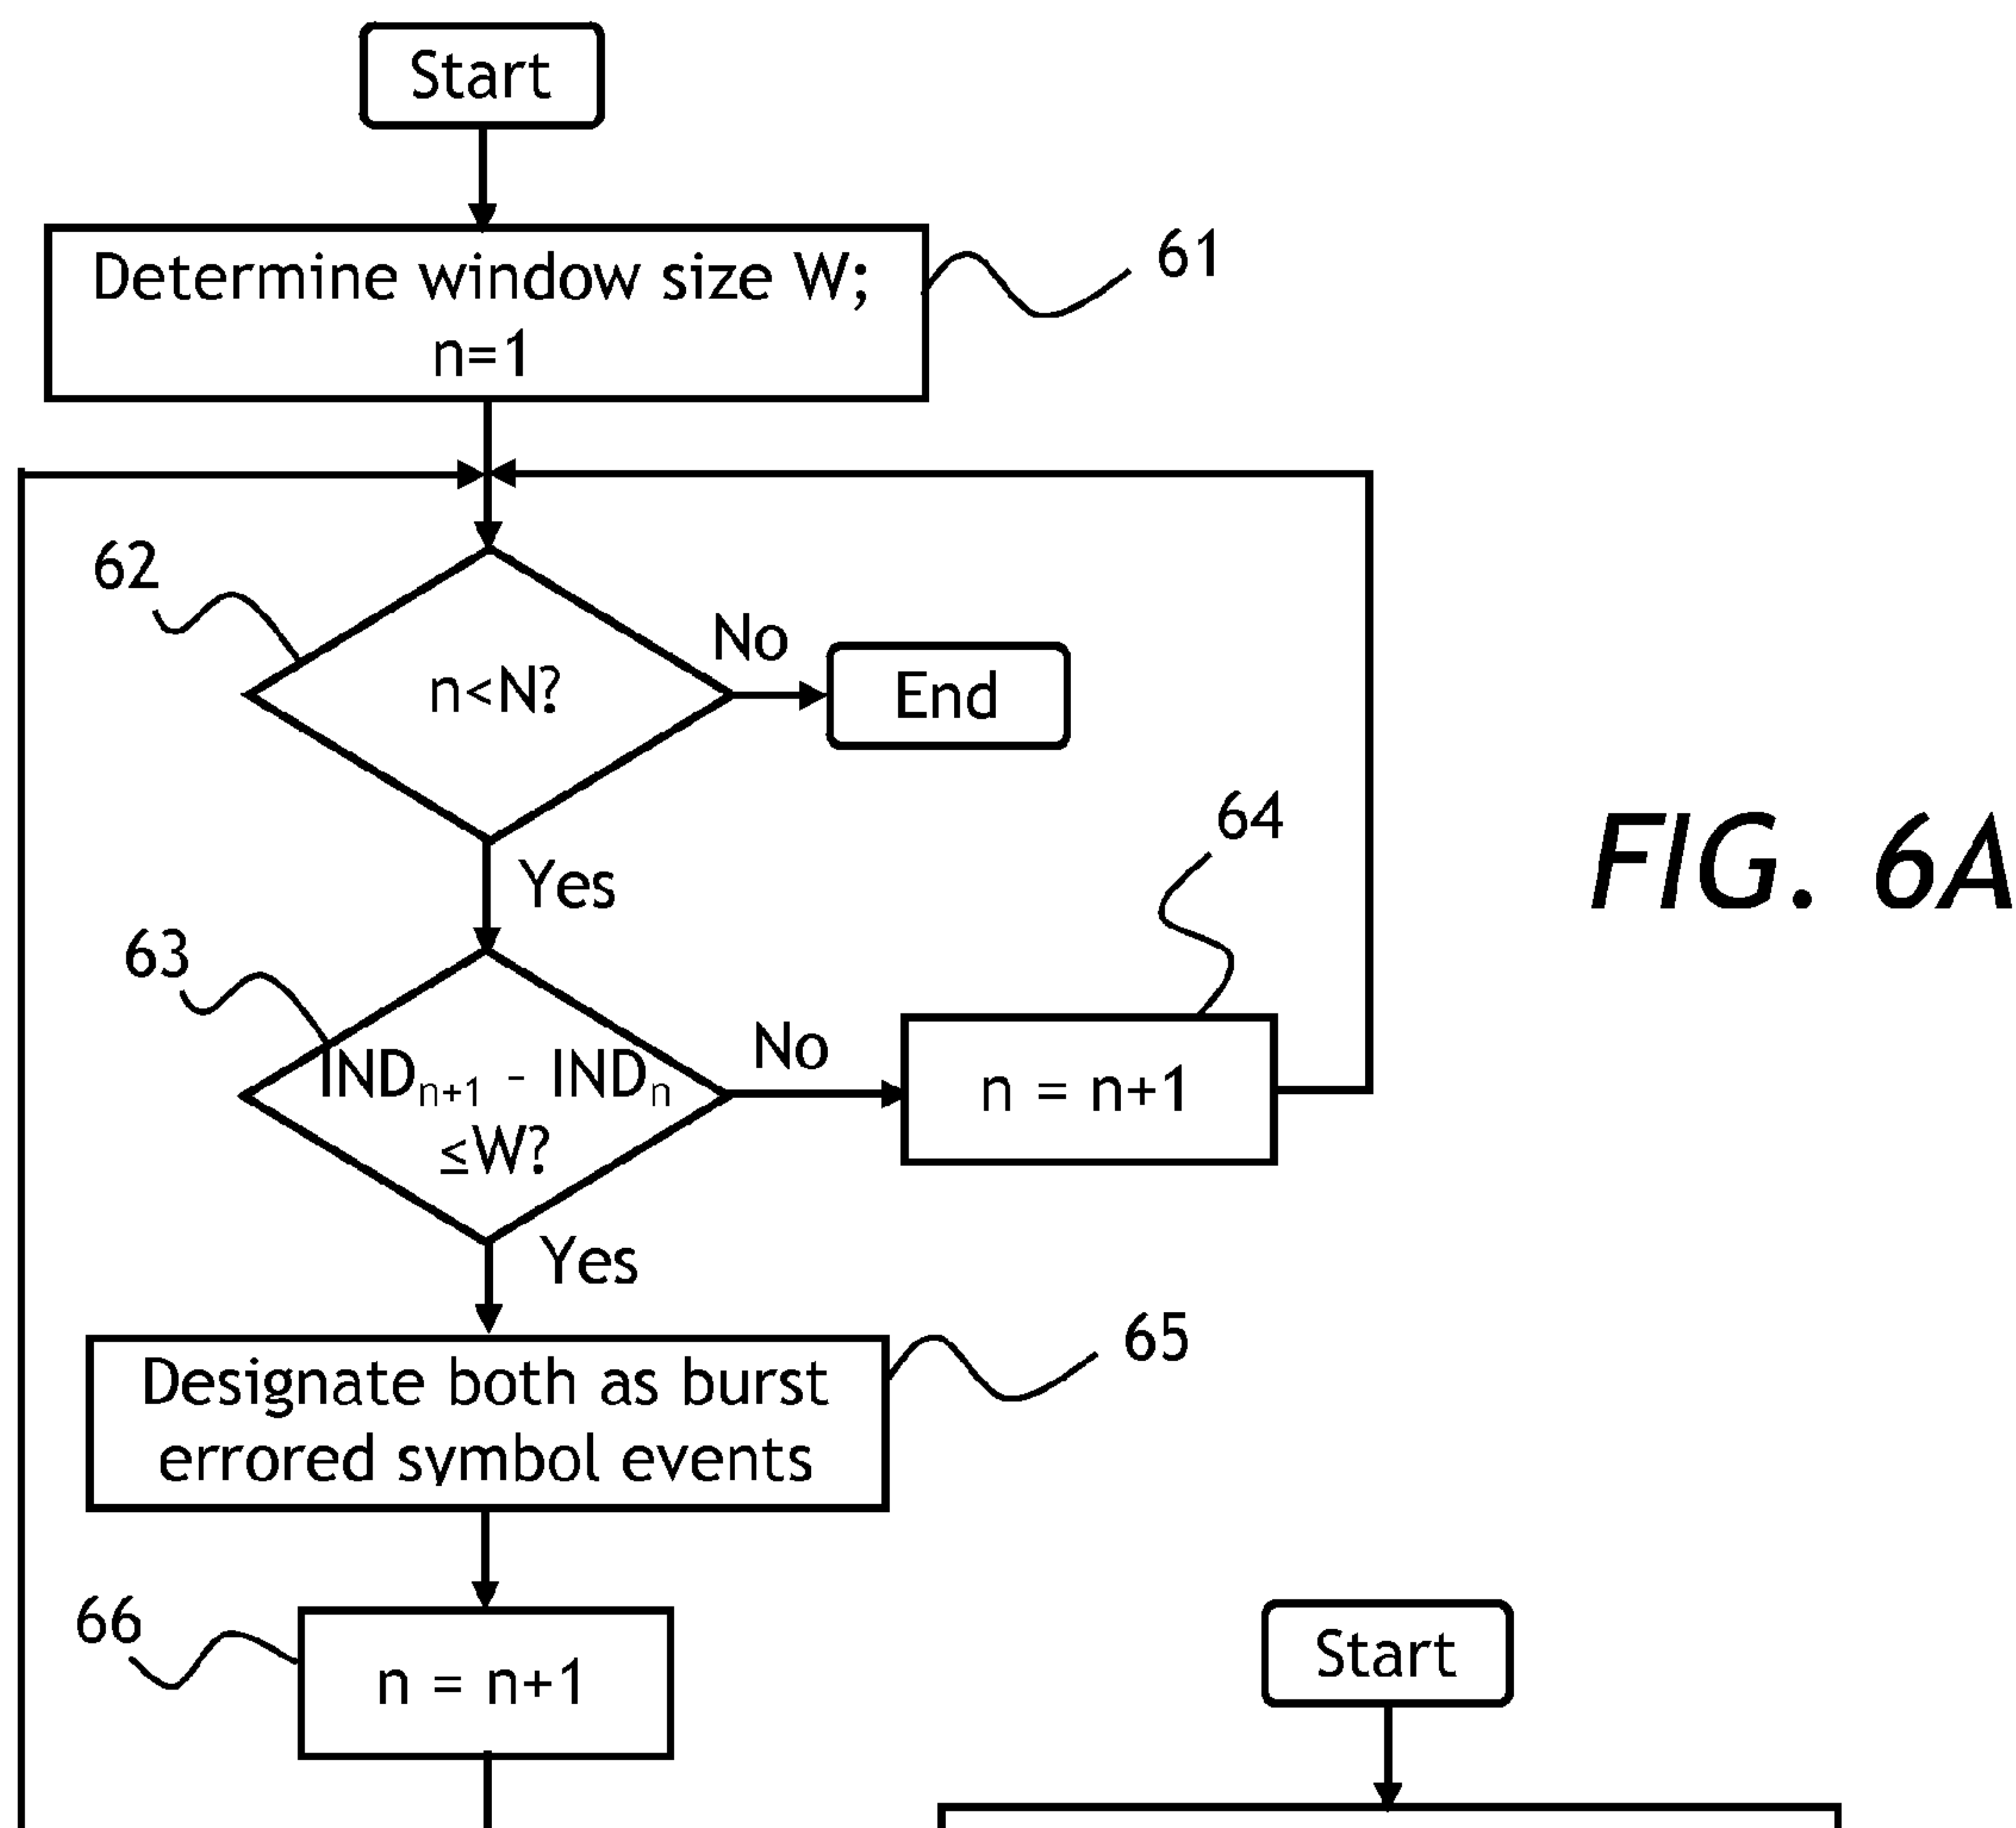 Start
Determine window size W;
n=1
61
62
n<N?
No
End
Yes
64
FIG. 6A
63
INDn+1 - INDn
≤W?
No
n = n+1
Yes
65
Designate both as burst
errored symbol events
66
n = n+1
Start